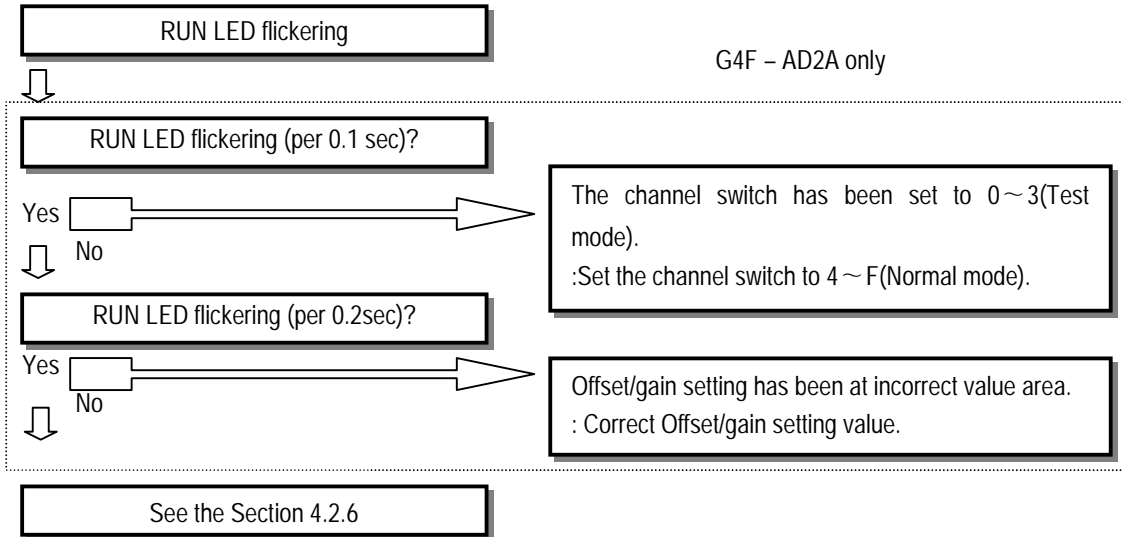 RUN LED flickering
G4F – AD2A only
RUN LED flickering (per 0.1 sec)?
Yes
No
The channel switch has been set to 0～3(Test
mode).
:Set the channel switch to 4～F(Normal mode).
RUN LED flickering (per 0.2sec)?
Yes
No
Offset/gain setting has been at incorrect value area.
: Correct Offset/gain setting value.
See the Section 4.2.6